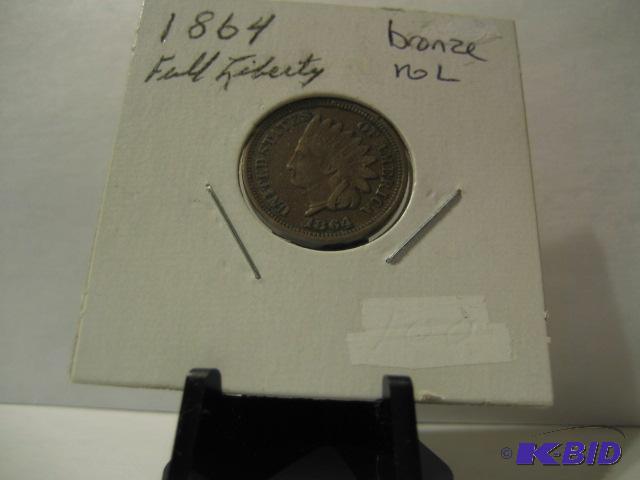 1864 bronze
Full Liberty no L
UNITED STATES OF AMERICA
1864
© K-BID